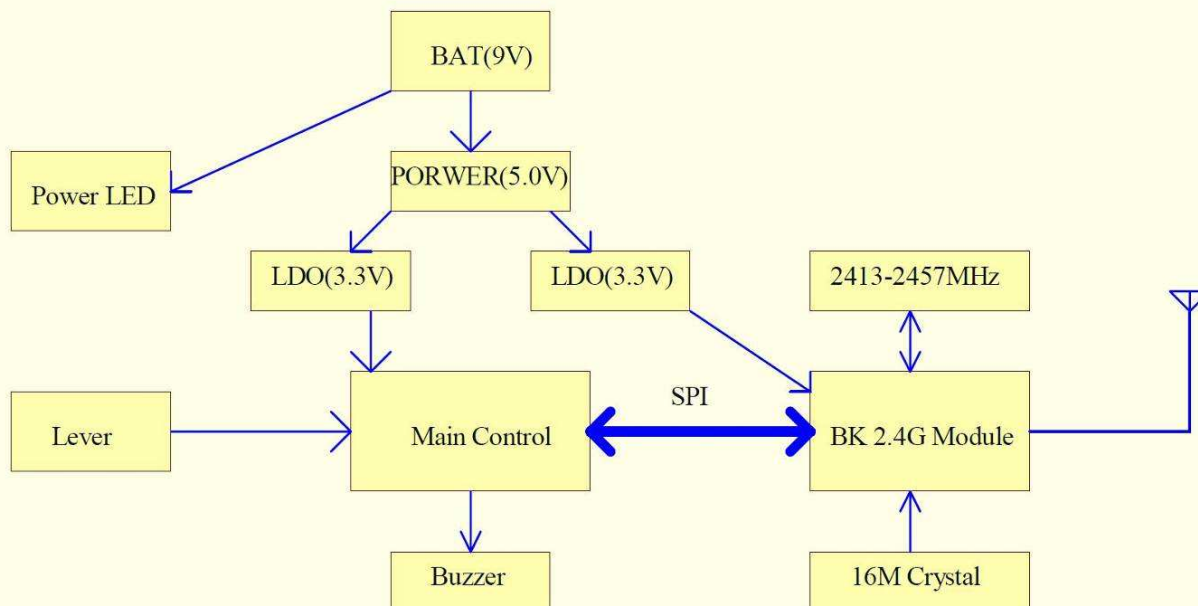 BAT(9V)
Power LED
PORWER(5.0V)
LDO(3.3V)
LDO(3.3V)
2413-2457MHz
Lever
Main Control
SPI
BK 2.4G Module
Buzzer
16M Crystal